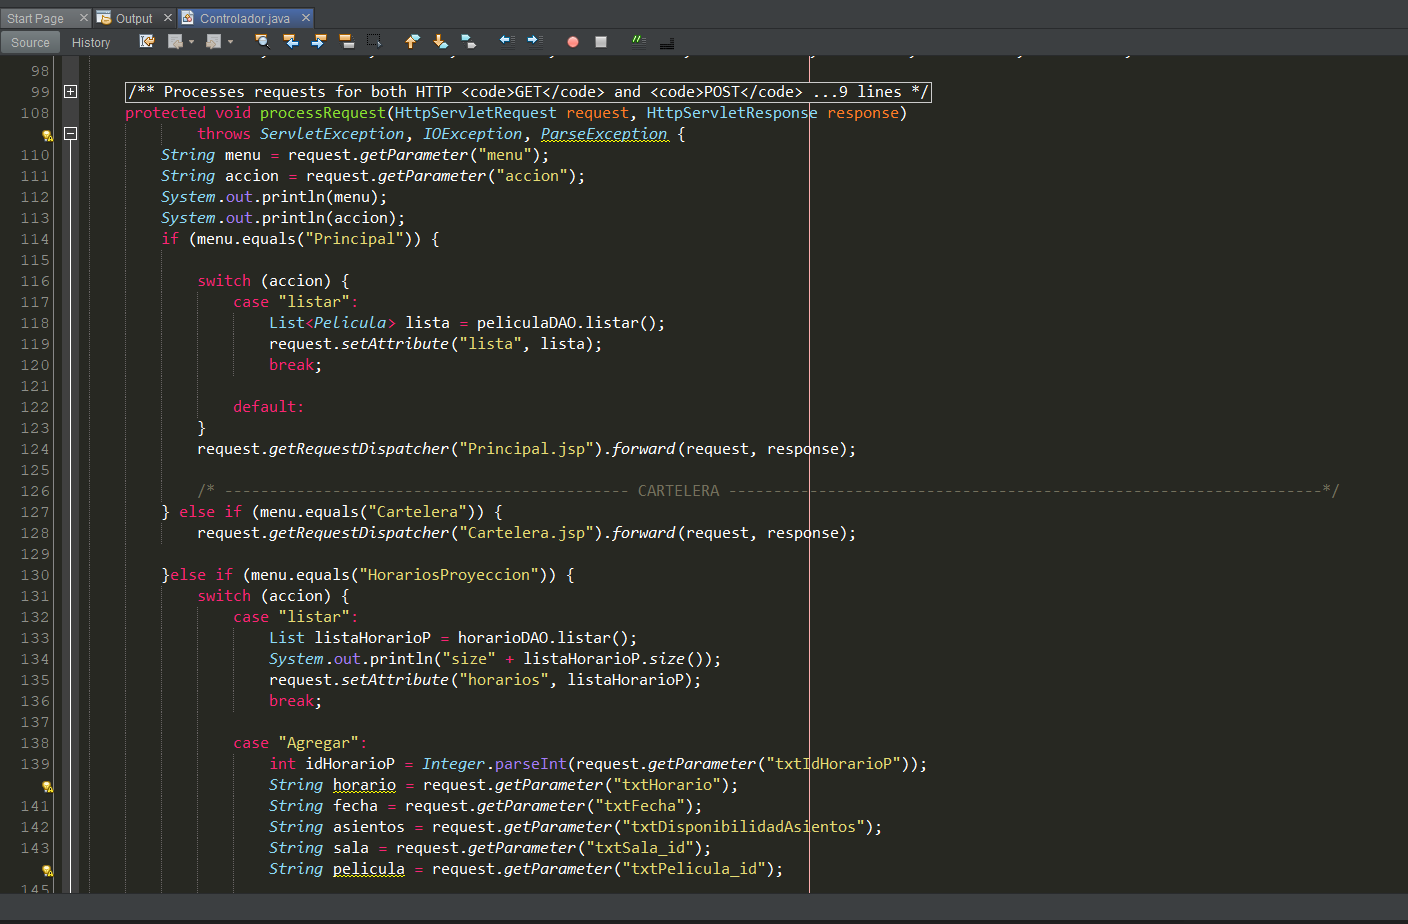 Start Page
Output
Controlador.java
Source
History
98
99 /** Processes requests for both HTTP <code>GET</code> and <code>POST</code> ...9 lines */
108 protected void processRequest(HttpServletRequest request, HttpServletResponse response)
throws ServletException, IOException, ParseException {
110 String menu = request.getParameter("menu");
111 String accion = request.getParameter("accion");
112 System.out.println(menu);
113 System.out.println(accion);
114 if (menu.equals("Principal")) {
115
116 switch (accion) {
117 case "listar":
118 List<Pelicula> lista = peliculaDAO.listar();
119 request.setAttribute("lista", lista);
120 break;
121
122 default:
123 }
124 request.getRequestDispatcher("Principal.jsp").forward(request, response);
125
126 /* --------------------------------------------- CARTELERA ------------------------------------------------------------------*/
127 } else if (menu.equals("Cartelera")) {
128 request.getRequestDispatcher("Cartelera.jsp").forward(request, response);
129
130 }else if (menu.equals("HorariosProyeccion")) {
131 switch (accion) {
132 case "listar":
133 List listaHorarioP = horarioDAO.listar();
134 System.out.println("size" + listaHorarioP.size());
135 request.setAttribute("horarios", listaHorarioP);
136 break;
137
138 case "Agregar":
139 int idHorarioP = Integer.parseInt(request.getParameter("txtIdHorarioP"));
String horario = request.getParameter("txtHorario");
141 String fecha = request.getParameter("txtFecha");
142 String asientos = request.getParameter("txtDisponibilidadAsientos");
143 String sala = request.getParameter("txtSala_id");
String pelicula = request.getParameter("txtPelicula_id");
145